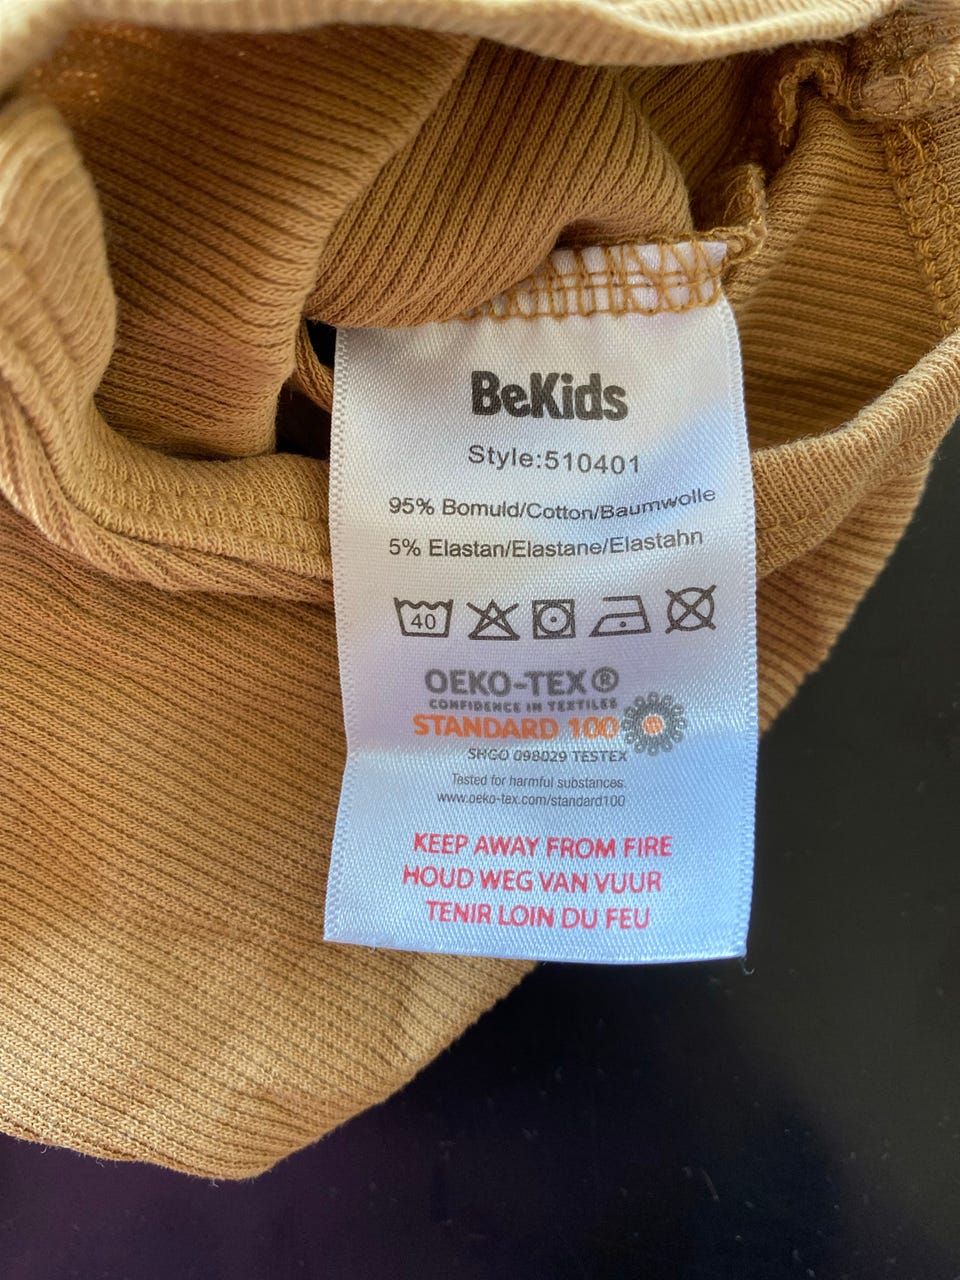 BeKids
Style:510401
95% Bomuld/Cotton/Baumwolle
5% Elastan/Elastane/Elastahn
40
OEKO-TEX®
CONFIDENCE IN TEXTILES
STANDARD 100
SHGO 098029 TESTEX
Tested for harmful substances.
www.oeko-tex.com/standard100
KEEP AWAY FROM FIRE
HOUD WEG VAN VUUR
TENIR LOIN DU FEU